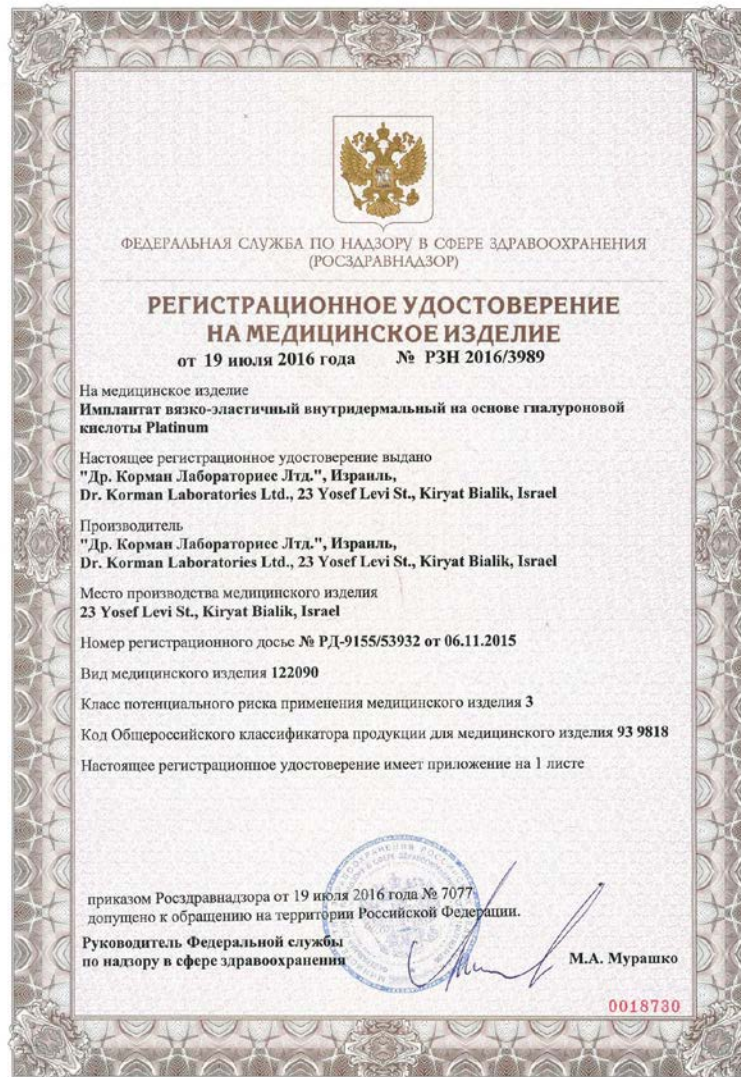 ФЕДЕРАЛЬНАЯ СЛУЖБА ПО НАДЗОРУ В СФЕРЕ ЗДРАВООХРАНЕНИЯ
(РОСЗДРАВНАДЗОР)
РЕГИСТРАЦИОННОЕ УДОСТОВЕРЕНИЕ
НА МЕДИЦИНСКОЕ ИЗДЕЛИЕ
от 19 июля 2016 года № РЗН 2016/3989
На медицинское изделие
Имплантат вязко-эластичный внутридермальный на основе гиалуроновой
кислоты Platinum
Настоящее регистрационное удостоверение выдано
"Др. Корман Лабораториес Лтд.", Израиль,
Dr. Korman Laboratories Ltd., 23 Yosef Levi St., Kiryat Bialik, Israel
Производитель
"Др. Корман Лабораториес Лтд.", Израиль,
Dr. Korman Laboratories Ltd., 23 Yosef Levi St., Kiryat Bialik, Israel
Место производства медицинского изделия
23 Yosef Levi St., Kiryat Bialik, Israel
Номер регистрационного досье № РД-9155/53932 от 06.11.2015
Вид медицинского изделия 122090
Класс потенциального риска применения медицинского изделия 3
Код Общероссийского классификатора продукции для медицинского изделия 93 9818
Настоящее регистрационное удостоверение имеет приложение на 1 листе
приказом Росздравнадзора от 19 июля 2016 года № 7077
допущено к обращению на территории Российской Федерации.
Руководитель Федеральной службы
по надзору в сфере здравоохранения
М.А. Мурашко
0018730